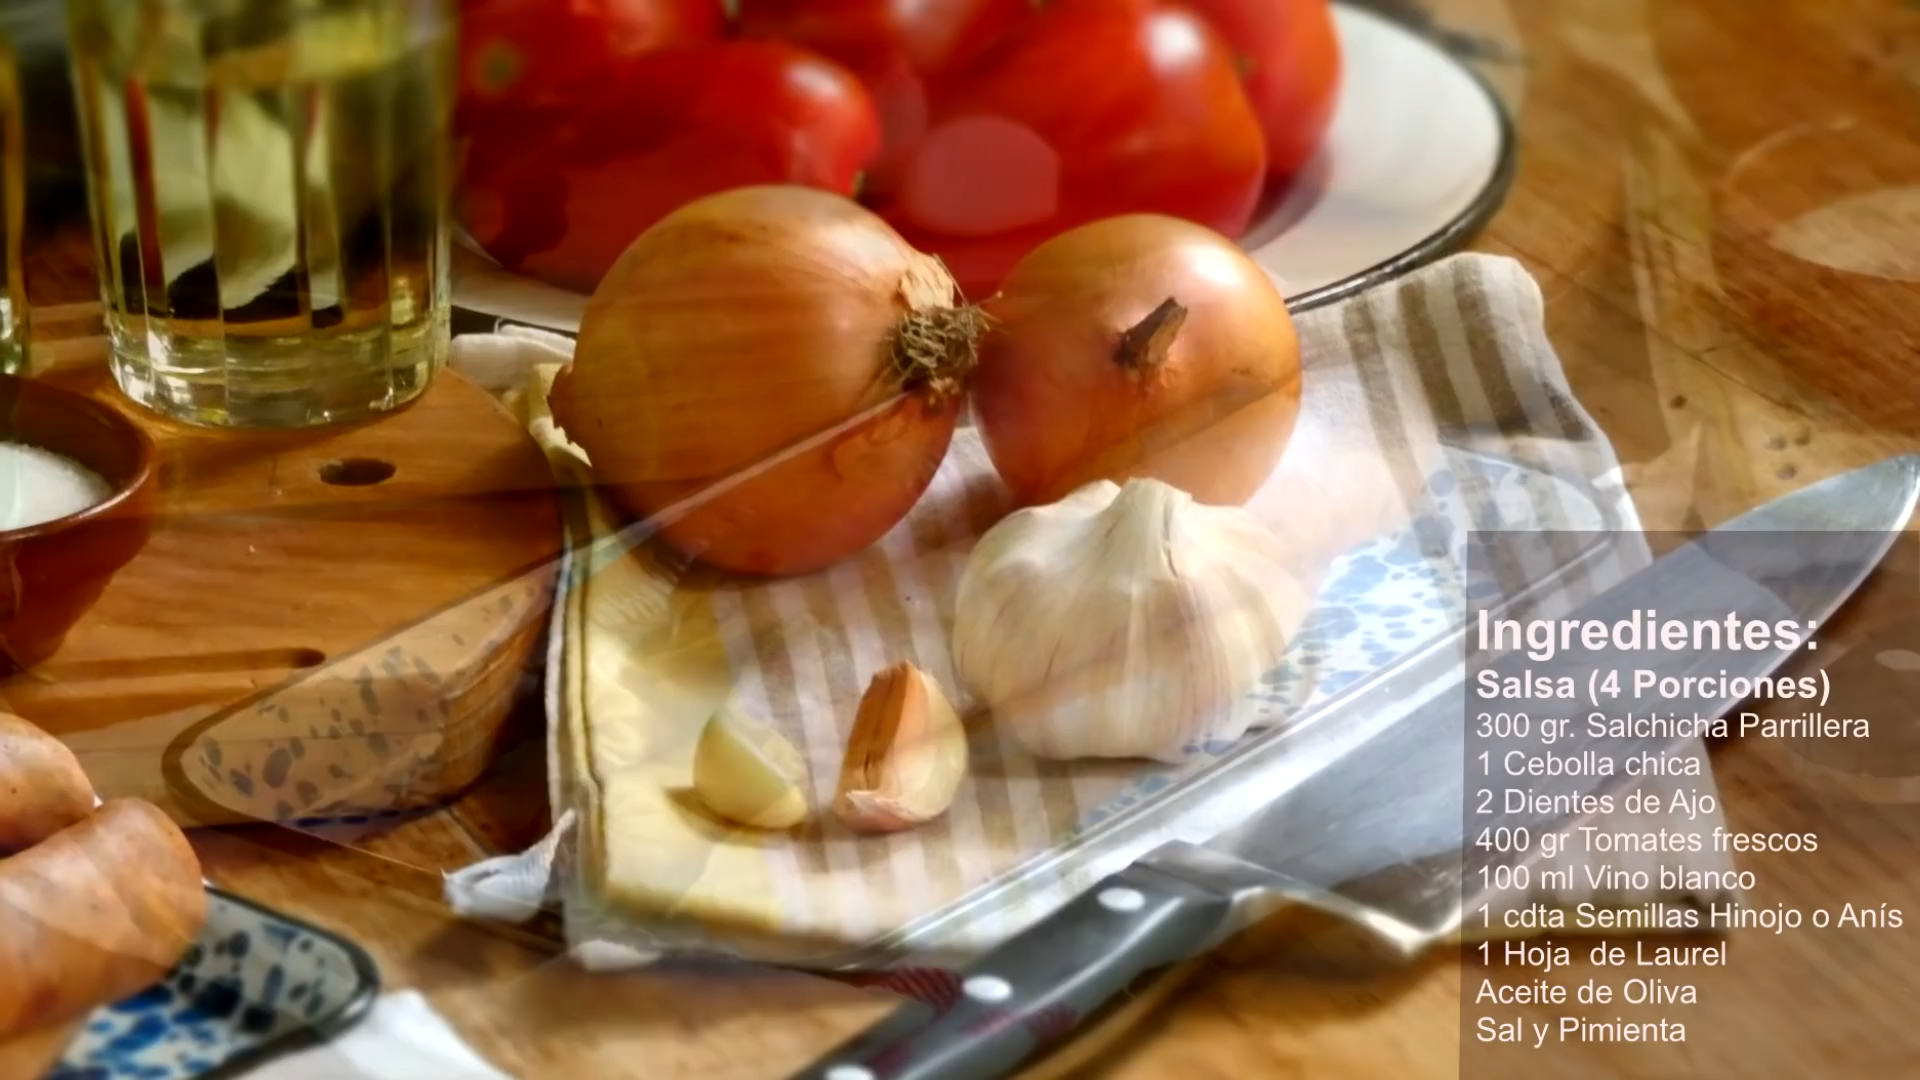 Ingredientes:
Salsa (4 Porciones)
300 gr. Salchicha Parrillera
1 Cebolla chica
2 Dientes de Ajo
400 gr Tomates frescos
100 ml Vino blanco
1 cdta Semillas Hinojo o Anís
1 Hoja  de Laurel
Aceite de Oliva
Sal y Pimienta